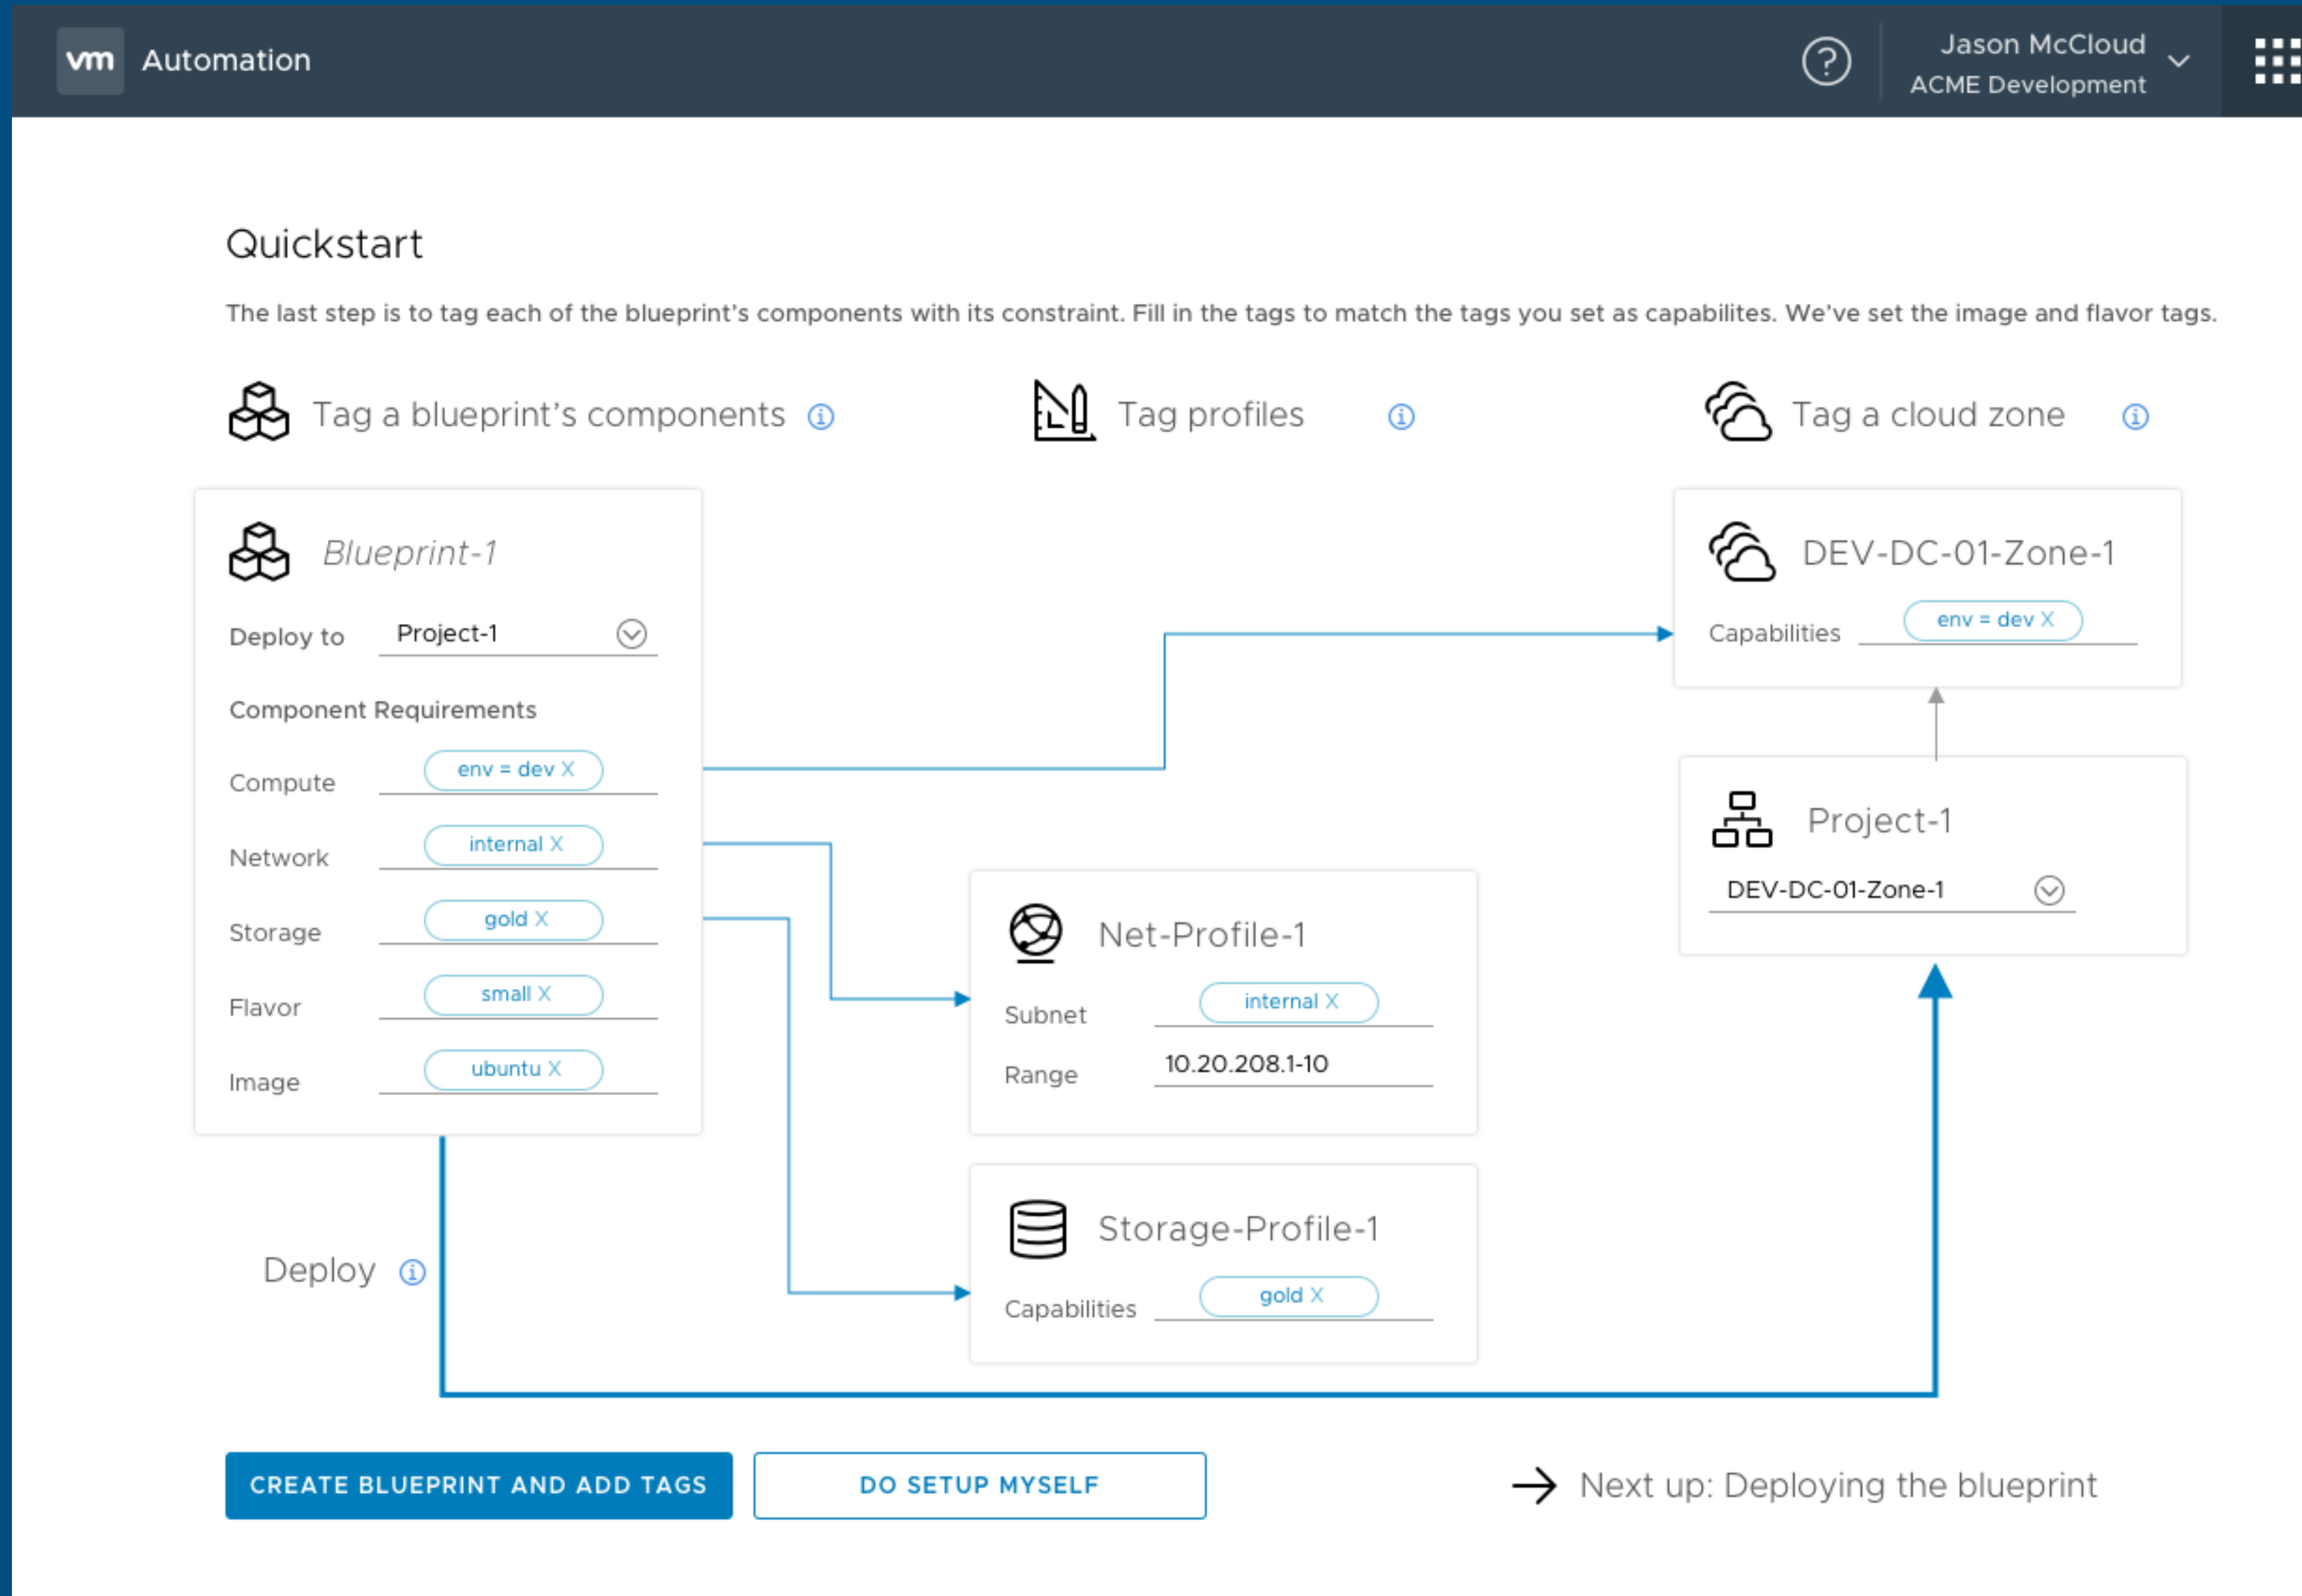 vm Automation
?
Jason McCloud
ACME Development
Quickstart
The last step is to tag each of the blueprint's components with its constraint. Fill in the tags to match the tags you set as capabilites. We've set the image and flavor tags.
Tag a blueprint's components i
Tag profiles i
Tag a cloud zone i
Blueprint-1
Deploy to Project-1
Component Requirements
Compute env = dev X
Network internal X
Storage gold X
Flavor small X
Image ubuntu X
Net-Profile-1
Subnet internal X
Range 10.20.208.1-10
Storage-Profile-1
Capabilities gold X
DEV-DC-01-Zone-1
Capabilities env = dev X
Project-1
DEV-DC-01-Zone-1
Deploy i
CREATE BLUEPRINT AND ADD TAGS
DO SETUP MYSELF
Next up: Deploying the blueprint